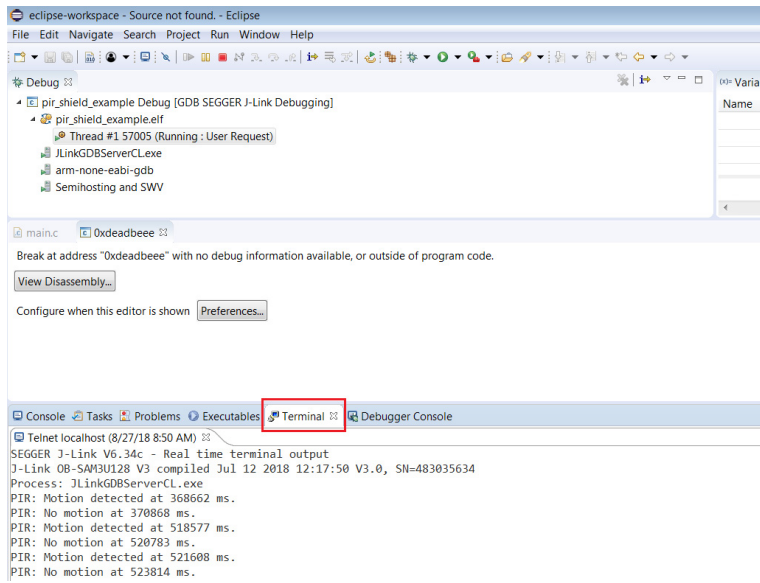 eclipse-workspace - Source not found. - Eclipse
File Edit Navigate Search Project Run Window Help
Debug
(x)= Varia
pir_shield_example Debug [GDB SEGGER J-Link Debugging]
Name
pir_shield_example.elf
Thread #1 57005 (Running : User Request)
JLinkGDBServerCL.exe
arm-none-eabi-gdb
Semihosting and SWV
main.c
0xdeadbeee
Break at address "0xdeadbeee" with no debug information available, or outside of program code.
View Disassembly...
Configure when this editor is shown Preferences...
Console Tasks Problems Executables Terminal Debugger Console
Telnet localhost (8/27/18 8:50 AM)
SEGGER J-Link V6.34c - Real time terminal output
J-Link OB-SAM3U128 V3 compiled Jul 12 2018 12:17:50 V3.0, SN=483035634
Process: JLinkGDBServerCL.exe
PIR: Motion detected at 368662 ms.
PIR: No motion at 370868 ms.
PIR: Motion detected at 518577 ms.
PIR: No motion at 520783 ms.
PIR: Motion detected at 521608 ms.
PIR: No motion at 523814 ms.